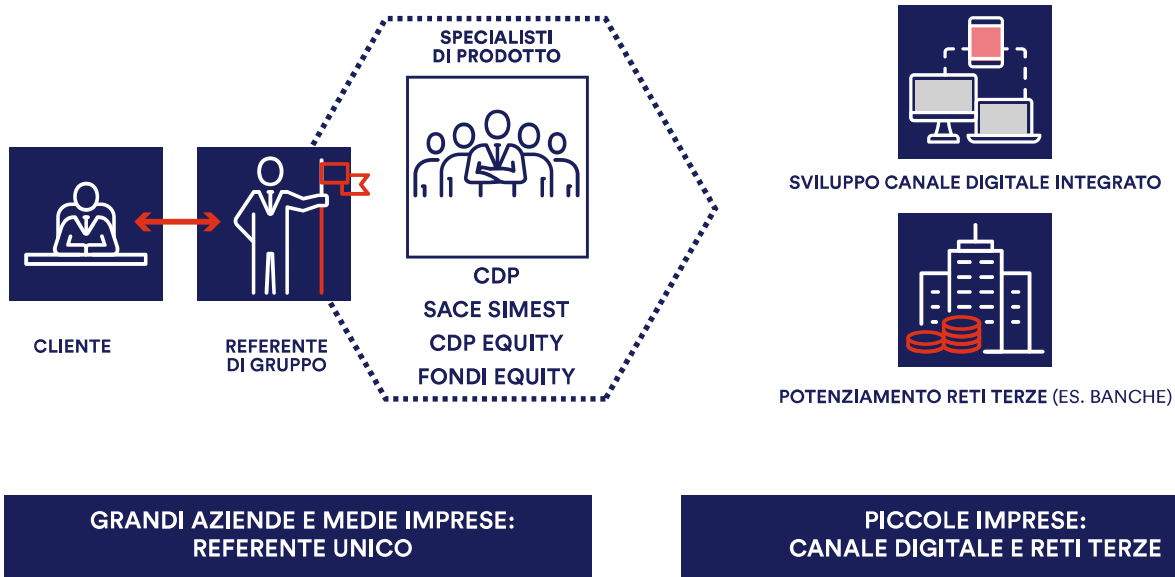 SPECIALISTI
DI PRODOTTO
CDP
SACE SIMEST
CDP EQUITY
FONDI EQUITY
CLIENTE
REFERENTE
DI GRUPPO
SVILUPPO CANALE DIGITALE INTEGRATO
POTENZIAMENTO RETI TERZE (ES. BANCHE)
GRANDI AZIENDE E MEDIE IMPRESE:
REFERENTE UNICO
PICCOLE IMPRESE:
CANALE DIGITALE E RETI TERZE